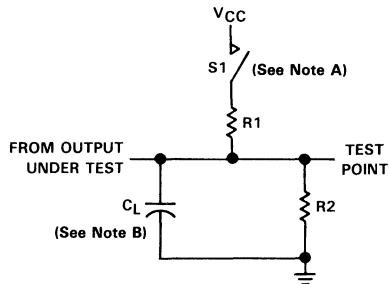 VCC
S1 (See Note A)
R1
FROM OUTPUT
UNDER TEST
TEST
POINT
CL
(See Note B)
R2